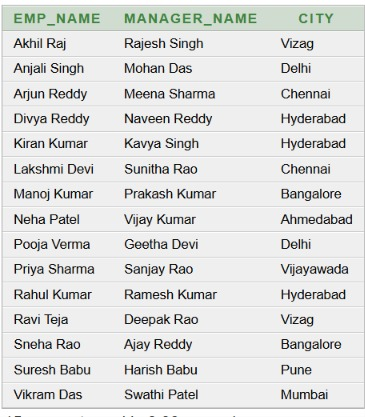 EMP_NAME MANAGER_NAME CITY
Akhil Raj Rajesh Singh Vizag
Anjali Singh Mohan Das Delhi
Arjun Reddy Meena Sharma Chennai
Divya Reddy Naveen Reddy Hyderabad
Kiran Kumar Kavya Singh Hyderabad
Lakshmi Devi Sunitha Rao Chennai
Manoj Kumar Prakash Kumar Bangalore
Neha Patel Vijay Kumar Ahmedabad
Pooja Verma Geetha Devi Delhi
Priya Sharma Sanjay Rao Vijayawada
Rahul Kumar Ramesh Kumar Hyderabad
Ravi Teja Deepak Rao Vizag
Sneha Rao Ajay Reddy Bangalore
Suresh Babu Harish Babu Pune
Vikram Das Swathi Patel Mumbai